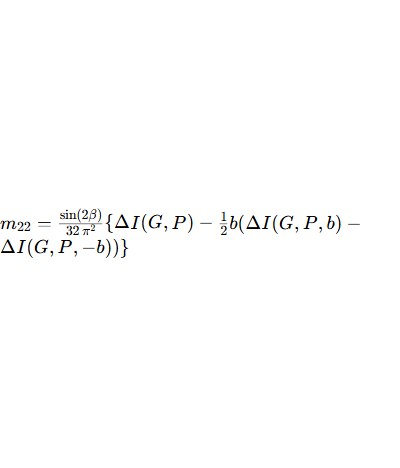 $m_{22} = \frac{\sin(2\beta)}{32\,\pi^2}\{\Delta I(G,P) - \frac{1}{2}b(\Delta I(G,P,b) -$
$\Delta I(G,P,-b))\}$